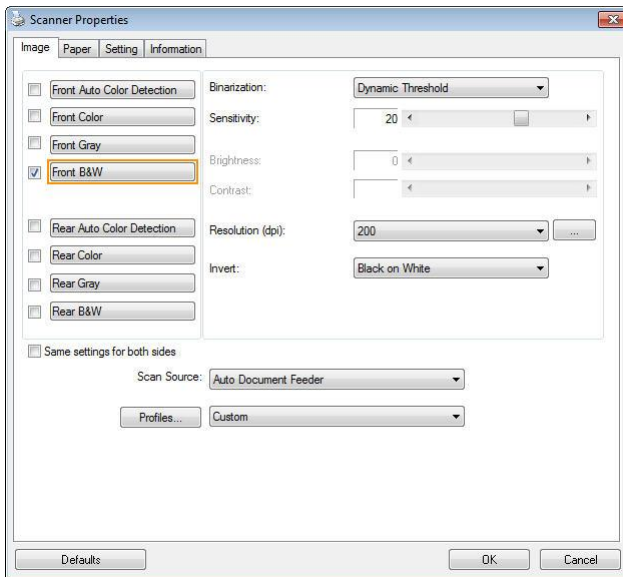 Scanner Properties
Image Paper Setting Information
Front Auto Color Detection
Front Color
Front Gray
Front B&W
Rear Auto Color Detection
Rear Color
Rear Gray
Rear B&W
Binarization: Dynamic Threshold
Sensitivity: 20
Brightness: 0
Contrast:
Resolution (dpi): 200 ...
Invert: Black on White
Same settings for both sides
Scan Source: Auto Document Feeder
Profiles... Custom
Defaults OK Cancel